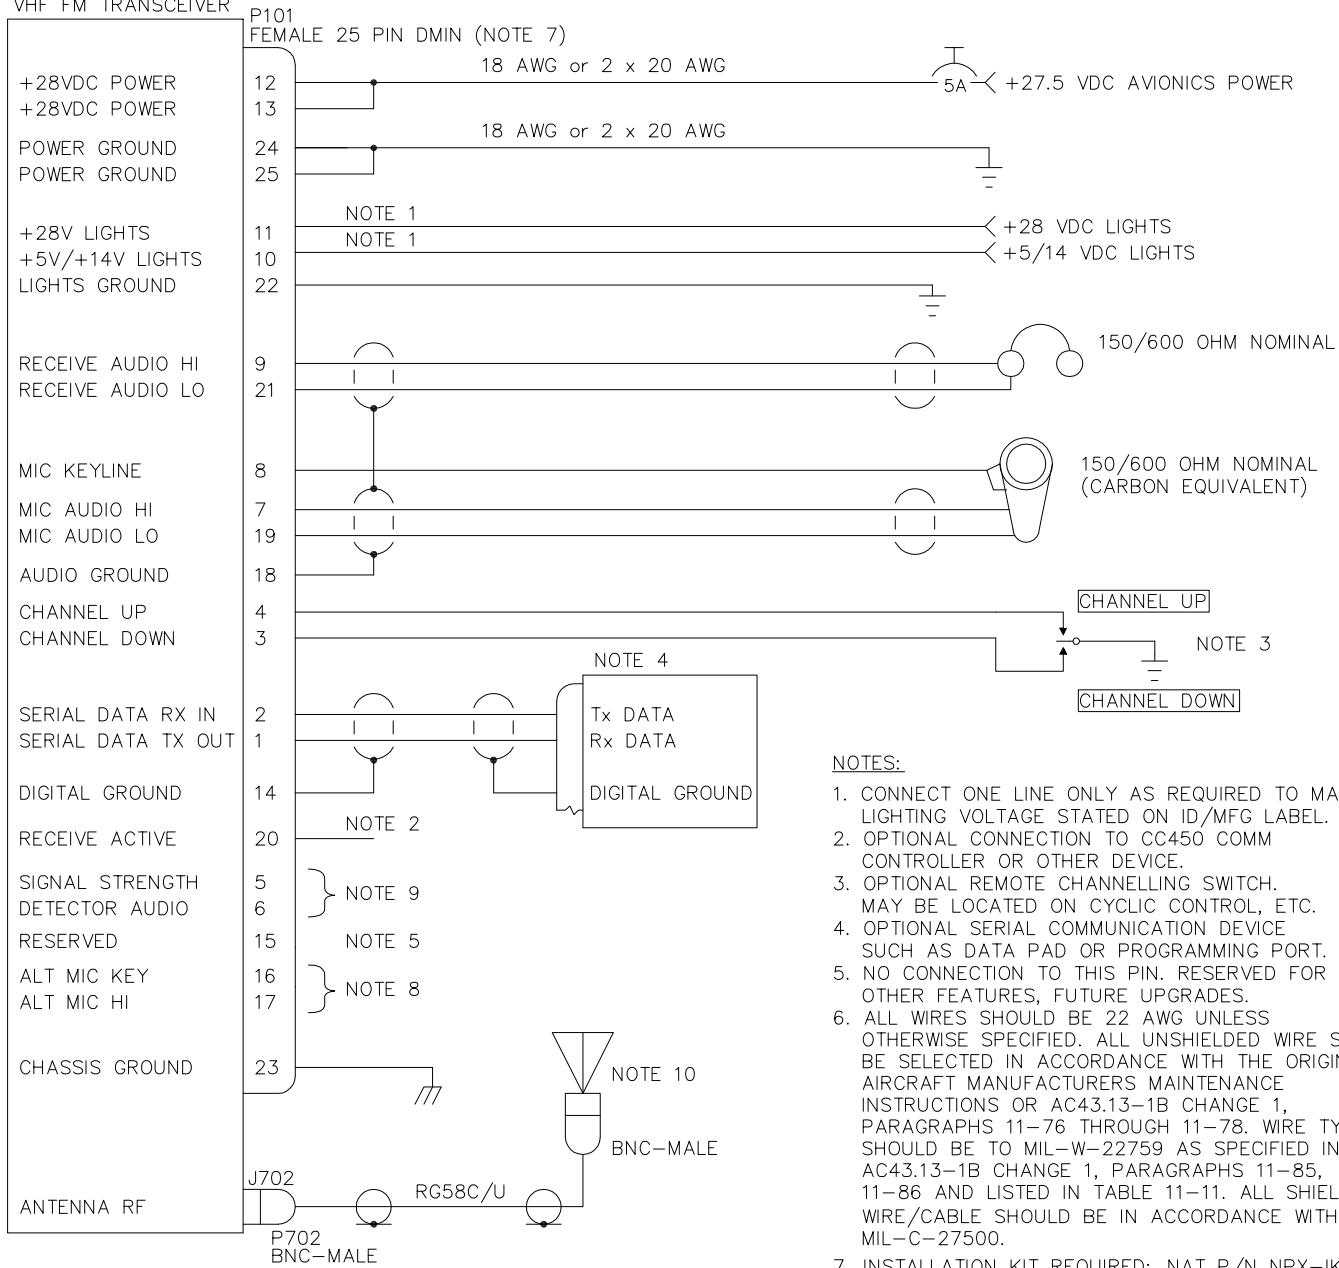 VHF FM TRANSCEIVER
P101
FEMALE 25 PIN DMIN (NOTE 7)
18 AWG or 2 x 20 AWG
+28VDC POWER 12
5A +27.5 VDC AVIONICS POWER
+28VDC POWER 13
18 AWG or 2 x 20 AWG
POWER GROUND 24
POWER GROUND 25
NOTE 1
+28V LIGHTS 11 +28 VDC LIGHTS
NOTE 1
+5V/+14V LIGHTS 10 +5/14 VDC LIGHTS
LIGHTS GROUND 22
150/600 OHM NOMINAL
RECEIVE AUDIO HI 9
RECEIVE AUDIO LO 21
MIC KEYLINE 8
150/600 OHM NOMINAL
(CARBON EQUIVALENT)
MIC AUDIO HI 7
MIC AUDIO LO 19
AUDIO GROUND 18
CHANNEL UP 4
CHANNEL UP
CHANNEL DOWN 3
NOTE 3
CHANNEL DOWN
NOTE 4
SERIAL DATA RX IN 2 Tx DATA
SERIAL DATA TX OUT 1 Rx DATA
DIGITAL GROUND 14 DIGITAL GROUND
RECEIVE ACTIVE 20 NOTE 2
SIGNAL STRENGTH 5
NOTE 9
DETECTOR AUDIO 6
RESERVED 15 NOTE 5
ALT MIC KEY 16
NOTE 8
ALT MIC HI 17
CHASSIS GROUND 23
NOTE 10
BNC-MALE
J702
ANTENNA RF
RG58C/U
P702
BNC-MALE
NOTES:
1. CONNECT ONE LINE ONLY AS REQUIRED TO MA
LIGHTING VOLTAGE STATED ON ID/MFG LABEL.
2. OPTIONAL CONNECTION TO CC450 COMM
CONTROLLER OR OTHER DEVICE.
3. OPTIONAL REMOTE CHANNELLING SWITCH.
MAY BE LOCATED ON CYCLIC CONTROL, ETC.
4. OPTIONAL SERIAL COMMUNICATION DEVICE
SUCH AS DATA PAD OR PROGRAMMING PORT.
5. NO CONNECTION TO THIS PIN. RESERVED FOR
OTHER FEATURES, FUTURE UPGRADES.
6. ALL WIRES SHOULD BE 22 AWG UNLESS
OTHERWISE SPECIFIED. ALL UNSHIELDED WIRE S
BE SELECTED IN ACCORDANCE WITH THE ORIGIN
AIRCRAFT MANUFACTURERS MAINTENANCE
INSTRUCTIONS OR AC43.13-1B CHANGE 1,
PARAGRAPHS 11-76 THROUGH 11-78. WIRE TY
SHOULD BE TO MIL-W-22759 AS SPECIFIED IN
AC43.13-1B CHANGE 1, PARAGRAPHS 11-85,
11-86 AND LISTED IN TABLE 11-11. ALL SHIEL
WIRE/CABLE SHOULD BE IN ACCORDANCE WITH
MIL-C-27500.
7. INSTALLATION KIT REQUIRED: NAT P/N NPX-IK